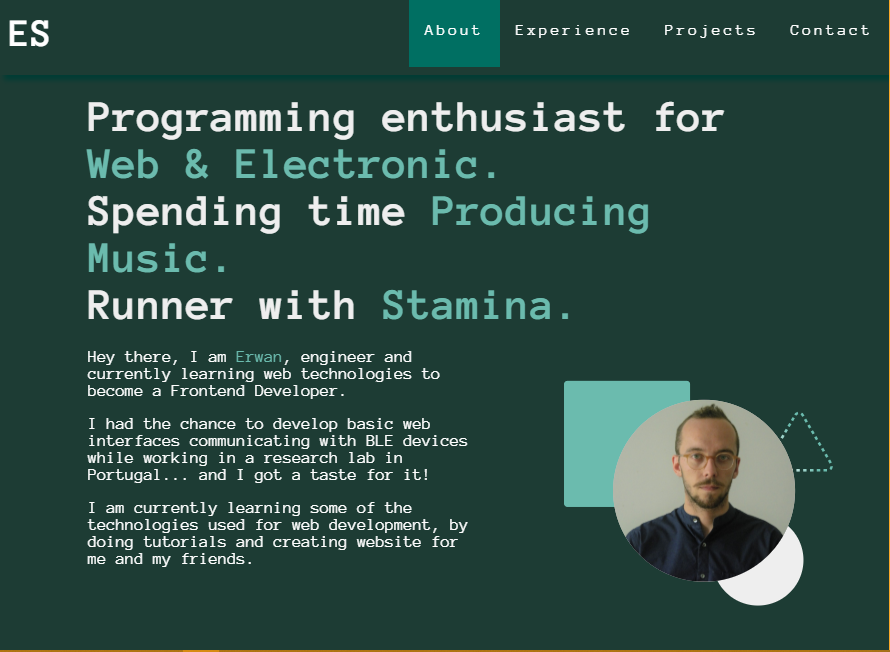 ES
About Experience Projects Contact
Programming enthusiast for
Web & Electronic.
Spending time Producing
Music.
Runner with Stamina.
Hey there, I am Erwan, engineer and
currently learning web technologies to
become a Frontend Developer.
I had the chance to develop basic web
interfaces communicating with BLE devices
while working in a research lab in
Portugal... and I got a taste for it!
I am currently learning some of the
technologies used for web development, by
doing tutorials and creating website for
me and my friends.